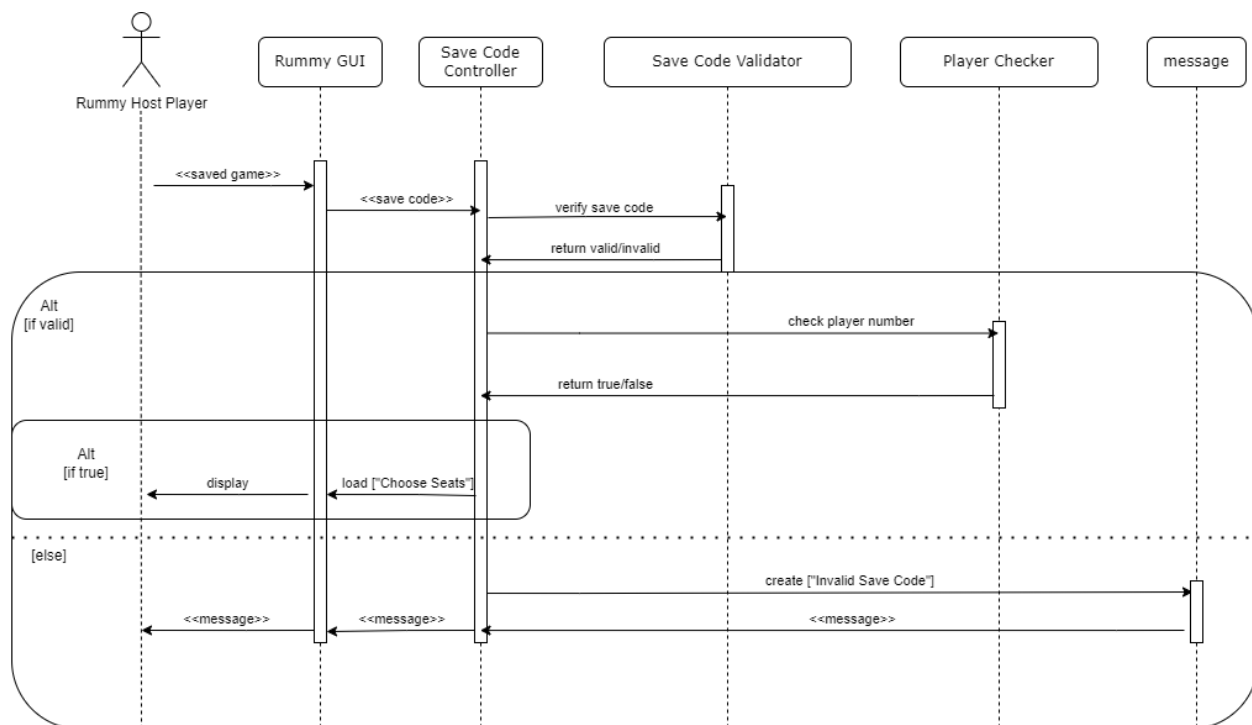 Rummy Host Player
Rummy GUI
Save Code
Controller
Save Code Validator
Player Checker
message
<<saved game>>
<<save code>>
verify save code
return valid/invalid
Alt
[if valid]
check player number
return true/false
Alt
[if true]
display
load ["Choose Seats"]
[else]
create ["Invalid Save Code"]
<<message>>
<<message>>
<<message>>